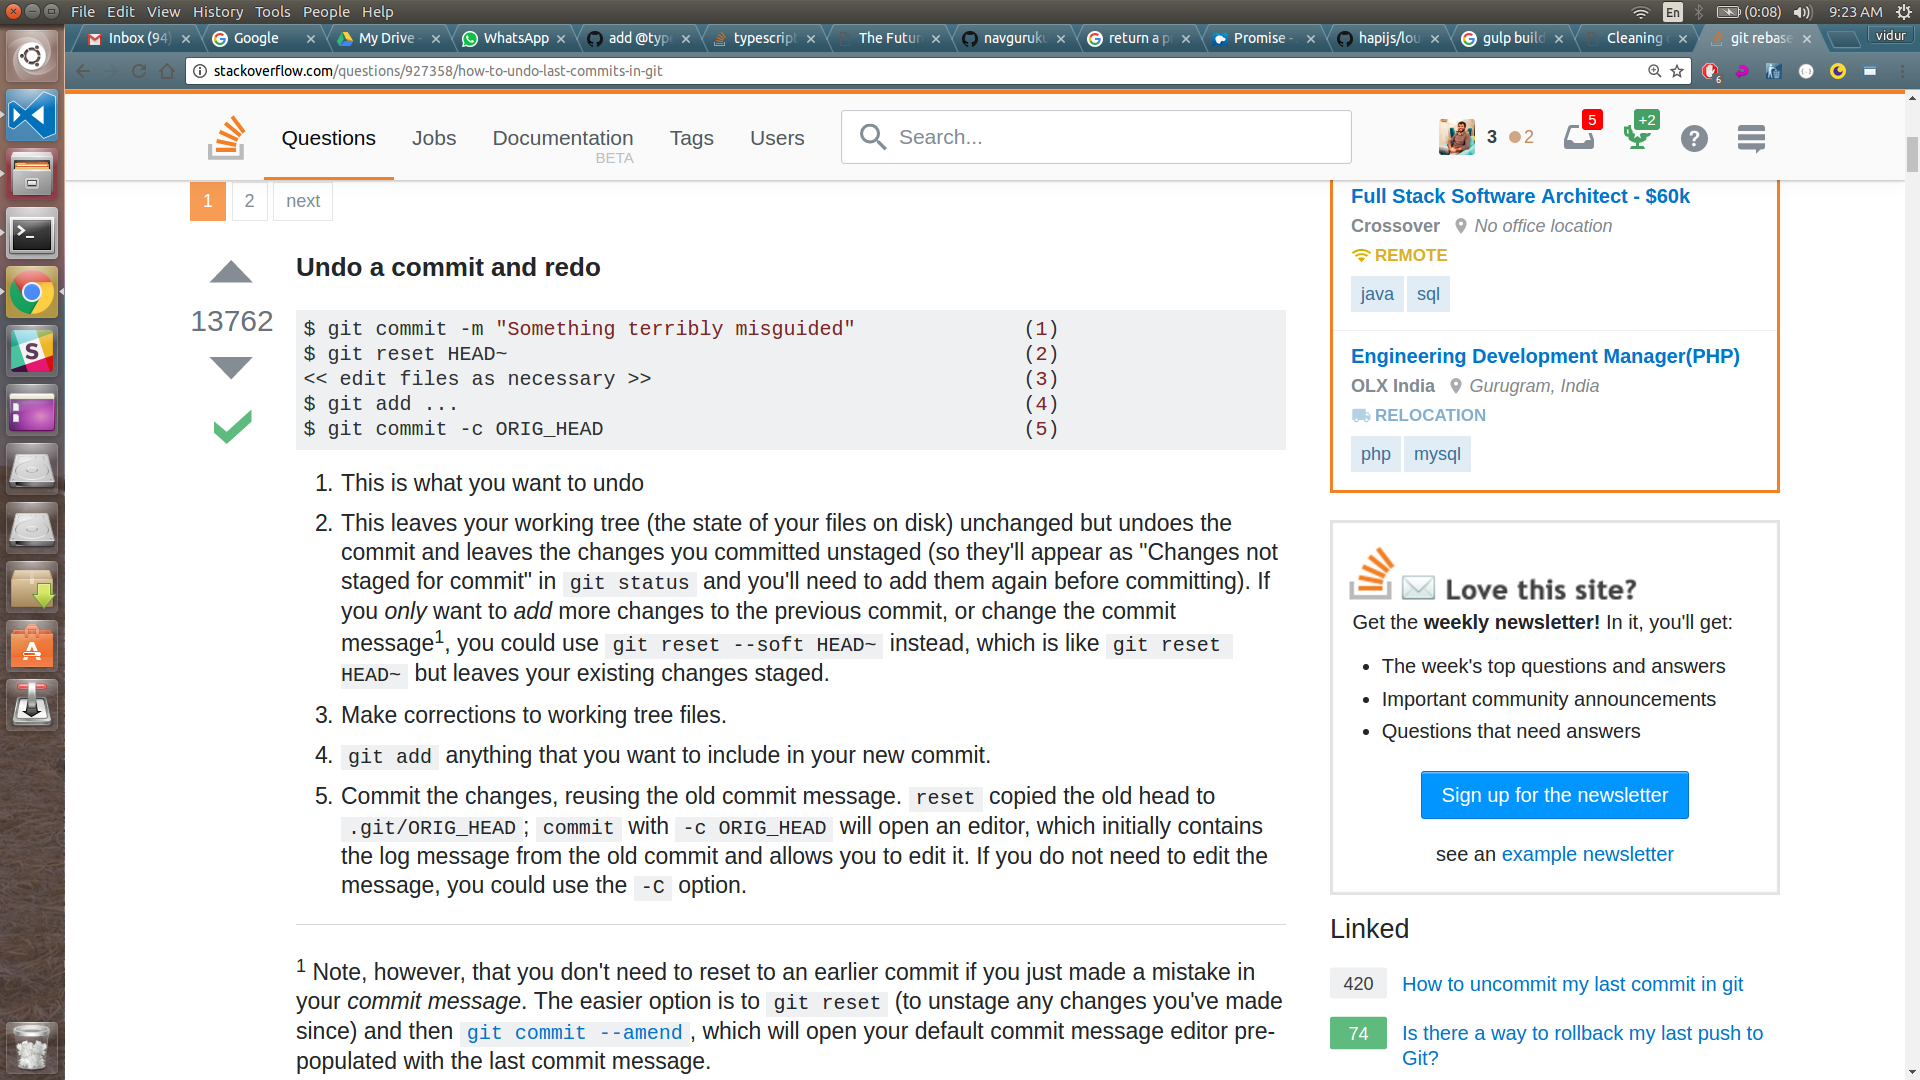 File Edit View History Tools People Help
En
(0:08)
9:23 AM
Inbox (94)
Google
My Drive -
WhatsApp
add @type
typescript
The Futur
navguruku
return a p
Promise -
hapijs/lou
gulp build
Cleaning
git rebase
vidur
stackoverflow.com/questions/927358/how-to-undo-last-commits-in-git
6
Questions
Jobs
Documentation
BETA
Tags
Users
Search...
3
2
5
+2
1 2 next
13762
Undo a commit and redo
$ git commit -m "Something terribly misguided" (1)
$ git reset HEAD~ (2)
<< edit files as necessary >> (3)
$ git add ... (4)
$ git commit -c ORIG_HEAD (5)
1. This is what you want to undo
2. This leaves your working tree (the state of your files on disk) unchanged but undoes the
commit and leaves the changes you committed unstaged (so they'll appear as "Changes not
staged for commit" in git status and you'll need to add them again before committing). If
you only want to add more changes to the previous commit, or change the commit
message1, you could use git reset --soft HEAD~ instead, which is like git reset
HEAD~ but leaves your existing changes staged.
3. Make corrections to working tree files.
4. git add anything that you want to include in your new commit.
5. Commit the changes, reusing the old commit message. reset copied the old head to
.git/ORIG_HEAD; commit with -c ORIG_HEAD will open an editor, which initially contains
the log message from the old commit and allows you to edit it. If you do not need to edit the
message, you could use the -C option.
1 Note, however, that you don't need to reset to an earlier commit if you just made a mistake in
your commit message. The easier option is to git reset (to unstage any changes you've made
since) and then git commit --amend, which will open your default commit message editor pre-
populated with the last commit message.
Full Stack Software Architect - $60k
Crossover No office location
REMOTE
java sql
Engineering Development Manager(PHP)
OLX India Gurugram, India
RELOCATION
php mysql
Love this site?
Get the weekly newsletter! In it, you'll get:
• The week's top questions and answers
• Important community announcements
• Questions that need answers
Sign up for the newsletter
see an example newsletter
Linked
420 How to uncommit my last commit in git
74 Is there a way to rollback my last push to
Git?